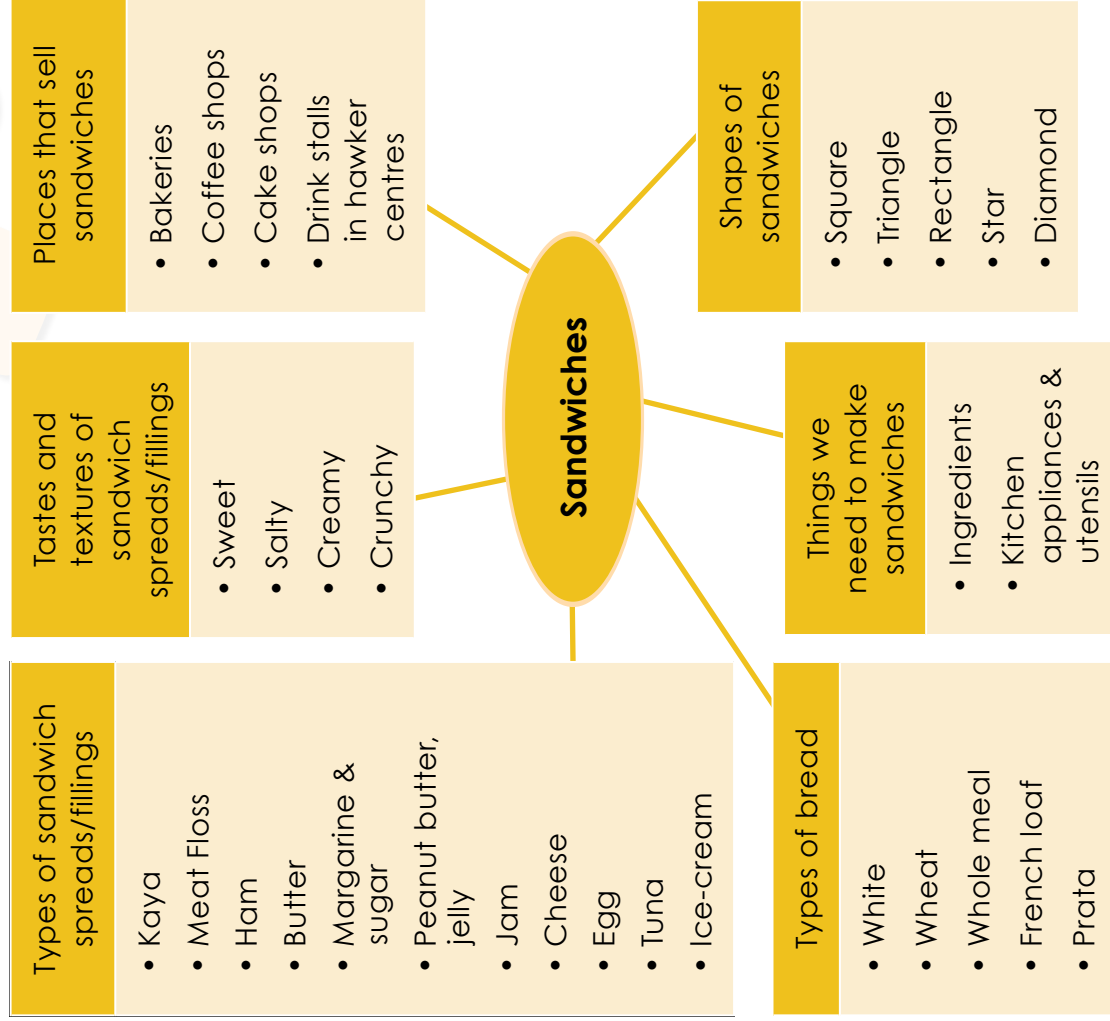 Types of sandwich
spreads/fillings
• Kaya
• Meat Floss
• Ham
• Butter
• Margarine &
sugar
• Peanut butter,
jelly
• Jam
• Cheese
• Egg
• Tuna
• Ice-cream
Tastes and
textures of
sandwich
spreads/fillings
• Sweet
• Salty
• Creamy
• Crunchy
Places that sell
sandwiches
• Bakeries
• Coffee shops
• Cake shops
• Drink stalls
in hawker
centres
Sandwiches
Types of bread
• White
• Wheat
• Whole meal
• French loaf
• Prata
Things we
need to make
sandwiches
• Ingredients
• Kitchen
appliances &
utensils
Shapes of
sandwiches
• Square
• Triangle
• Rectangle
• Star
• Diamond